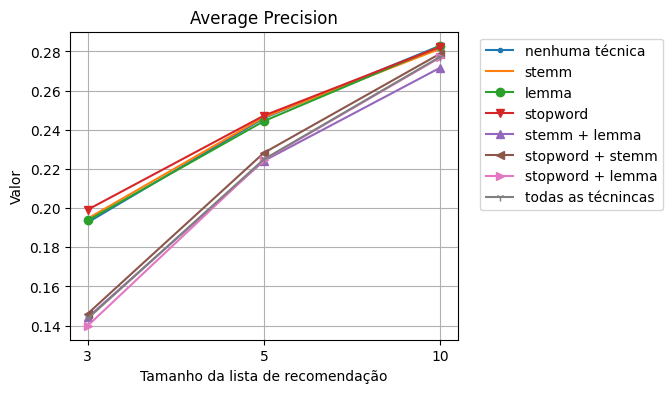 Average Precision
Valor
0.28
0.26
0.24
0.22
0.20
0.18
0.16
0.14
3
5
10
Tamanho da lista de recomendação
nenhuma técnica
stemm
lemma
stopword
stemm + lemma
stopword + stemm
stopword + lemma
todas as técnincas